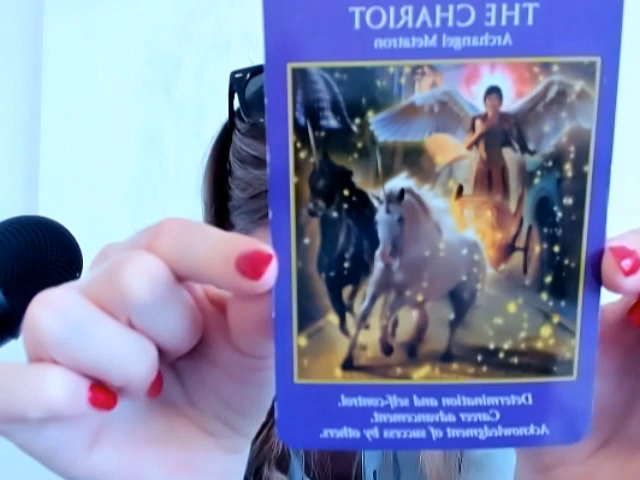 THE CHARIOT
Archangel Metatron
Determination and self-control.
Career advancement.
Acknowledgment of success by others.